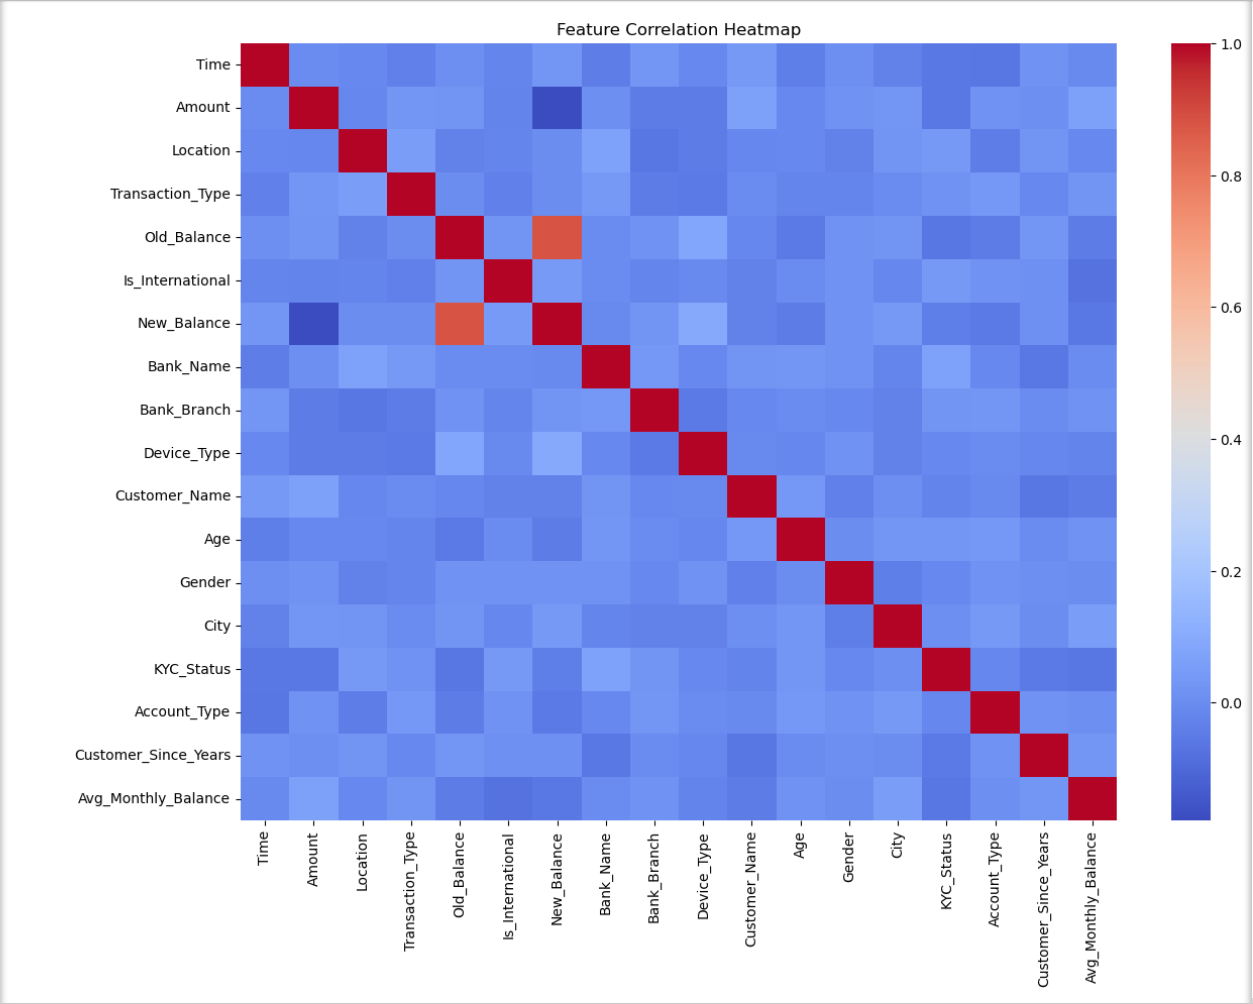 Feature Correlation Heatmap
Time
Amount
Location
Transaction_Type
Old_Balance
Is_International
New_Balance
Bank_Name
Bank_Branch
Device_Type
Customer_Name
Age
Gender
City
KYC_Status
Account_Type
Customer_Since_Years
Avg_Monthly_Balance
Time
Amount
Location
Transaction_Type
Old_Balance
Is_International
New_Balance
Bank_Name
Bank_Branch
Device_Type
Customer_Name
Age
Gender
City
KYC_Status
Account_Type
Customer_Since_Years
Avg_Monthly_Balance
1.0
0.8
0.6
0.4
0.2
0.0